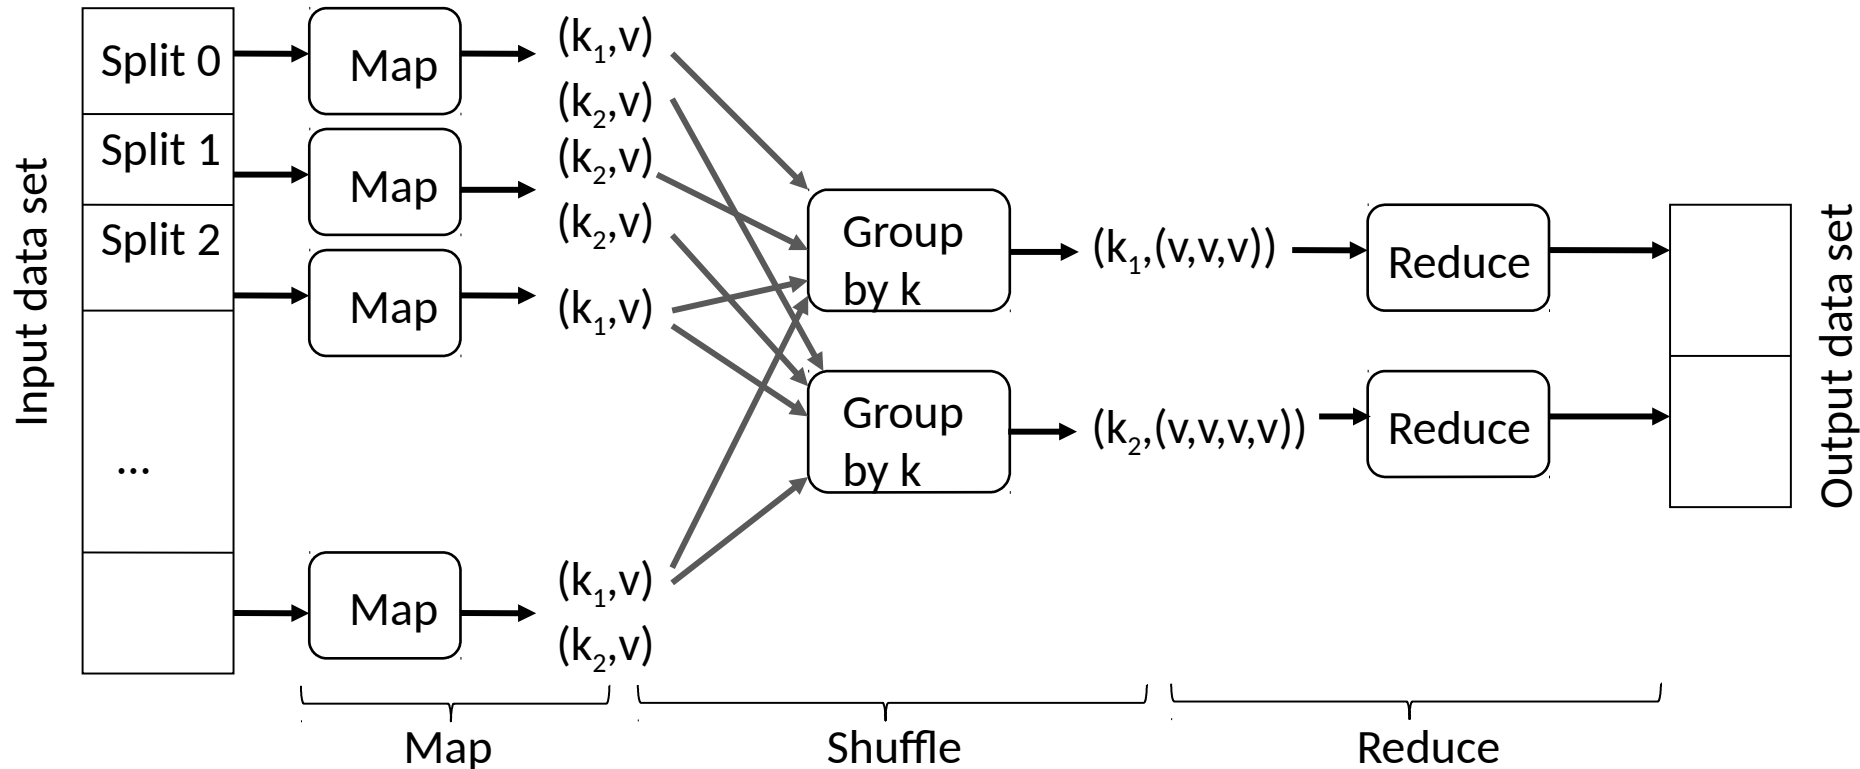 Input data set
Split 0
Split 1
Split 2
...
Map
Map
Map
Map
(k₁,v)
(k₂,v)
(k₂,v)
(k₂,v)
(k₁,v)
(k₁,v)
(k₂,v)
Group
by k
Group
by k
(k₁,(v,v,v))
(k₂,(v,v,v,v))
Reduce
Reduce
Output data set
Map
Shuffle
Reduce